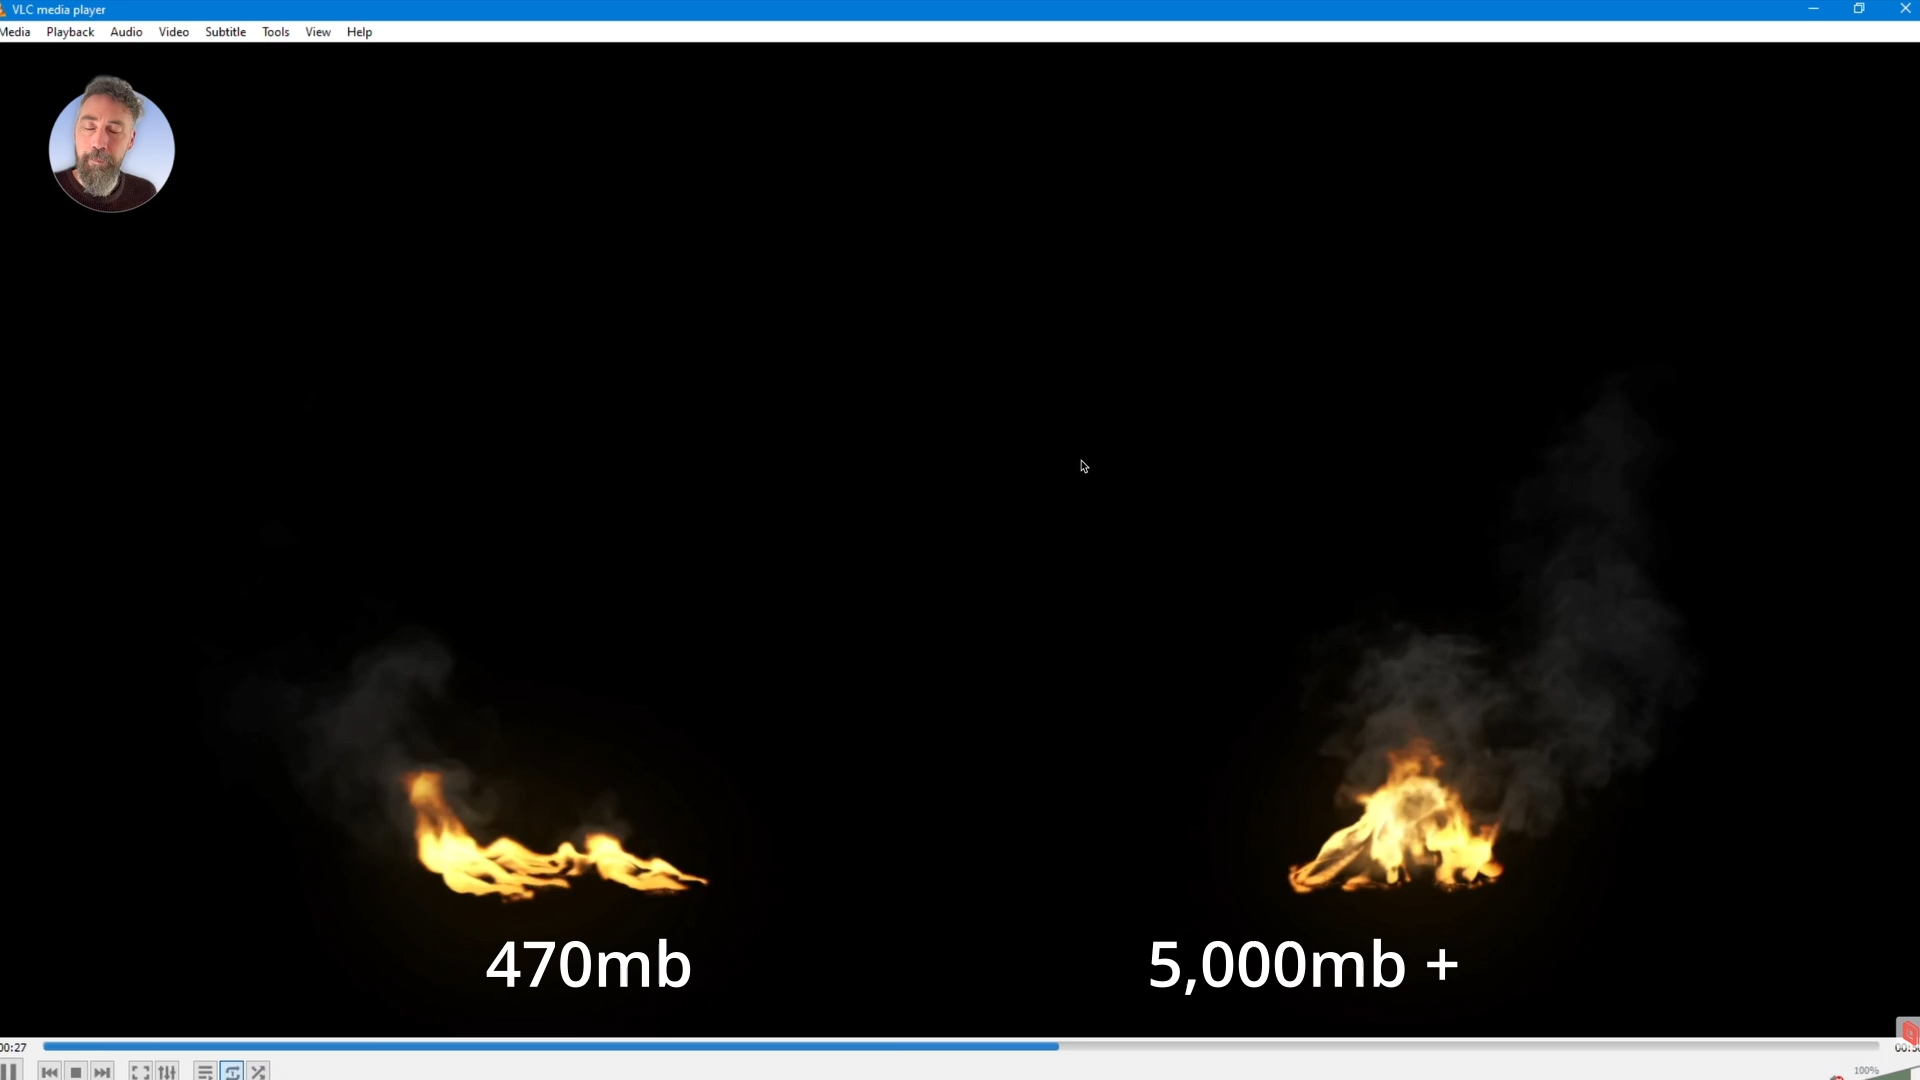 VLC media player
Media Playback Audio Video Subtitle Tools View Help
470mb 5,000mb +
00:27
100%